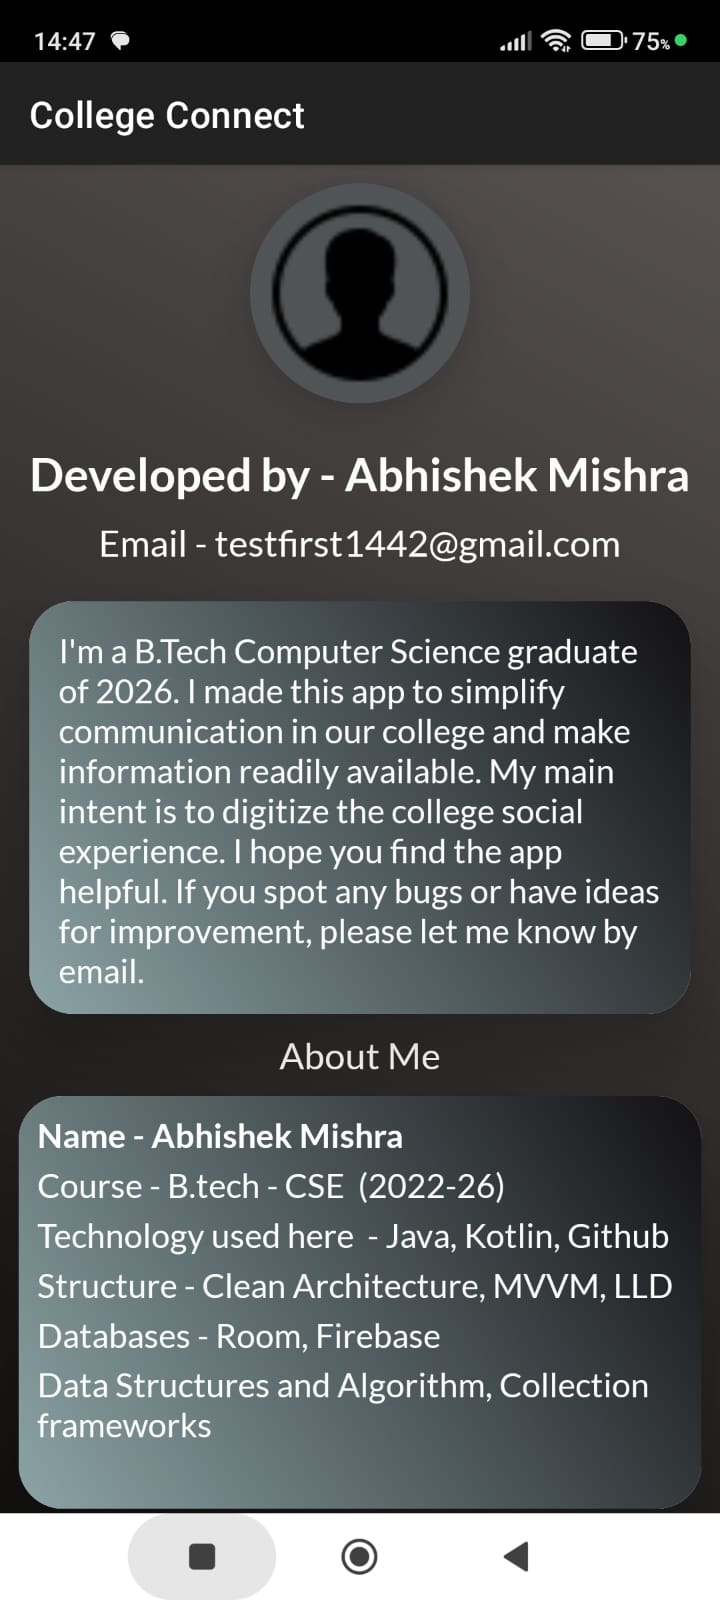 14:47
75%
College Connect
Developed by - Abhishek Mishra
Email - testfirst1442@gmail.com
I'm a B.Tech Computer Science graduate
of 2026. I made this app to simplify
communication in our college and make
information readily available. My main
intent is to digitize the college social
experience. I hope you find the app
helpful. If you spot any bugs or have ideas
for improvement, please let me know by
email.
About Me
Name - Abhishek Mishra
Course - B.tech - CSE  (2022-26)
Technology used here  - Java, Kotlin, Github
Structure - Clean Architecture, MVVM, LLD
Databases - Room, Firebase
Data Structures and Algorithm, Collection
frameworks